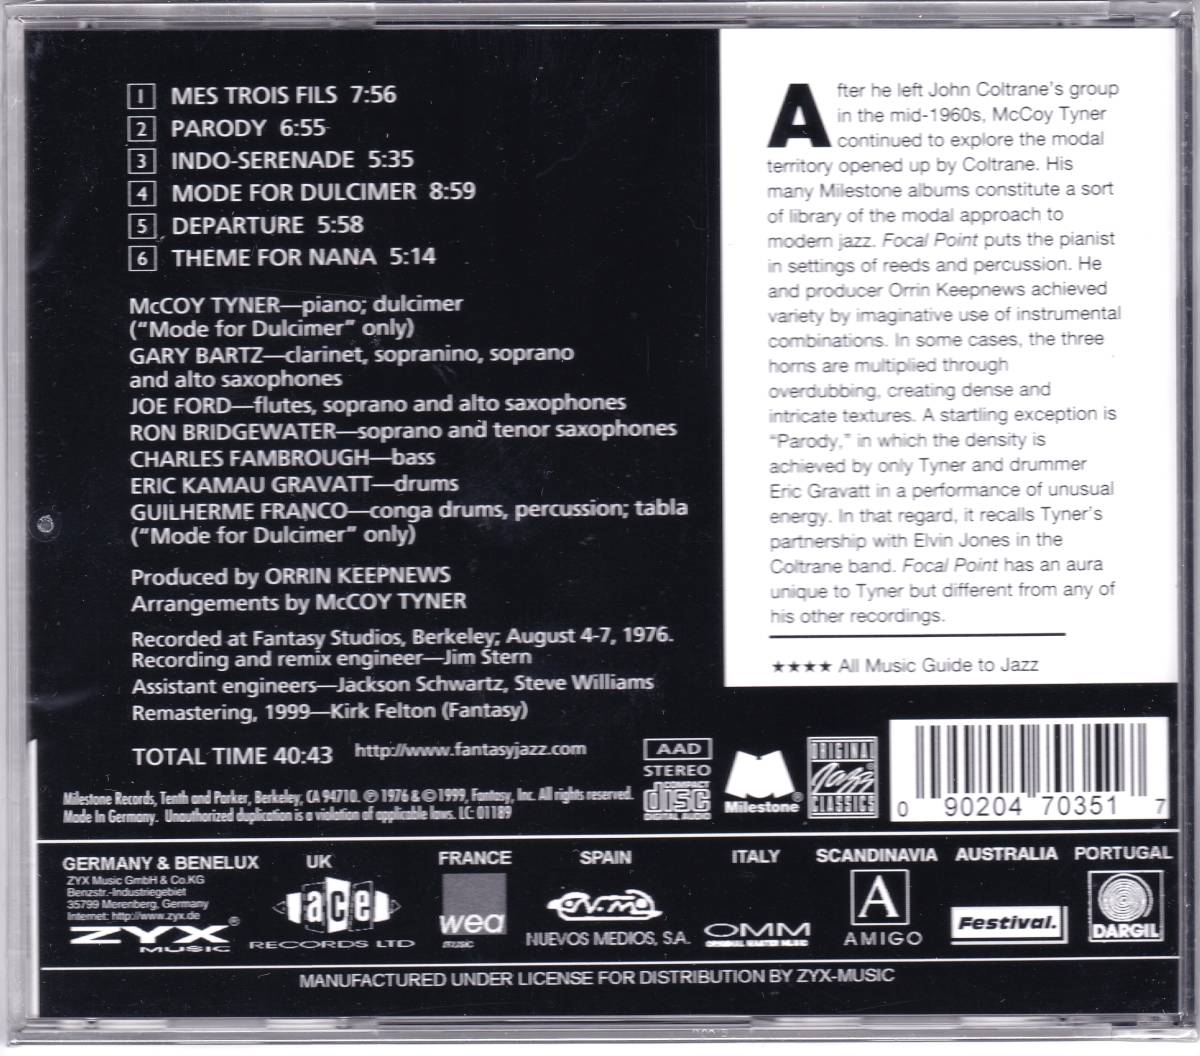 1 MES TROIS FILS 7:56
2 PARODY 6:55
3 INDO-SERENADE 5:35
4 MODE FOR DULCIMER 8:59
5 DEPARTURE 5:58
6 THEME FOR NANA 5:14
McCOY TYNER—piano; dulcimer
("Mode for Dulcimer" only)
GARY BARTZ—clarinet, sopranino, soprano
and alto saxophones
JOE FORD—flutes, soprano and alto saxophones
RON BRIDGEWATER—soprano and tenor saxophones
CHARLES FAMBROUGH—bass
ERIC KAMAU GRAVATT—drums
GUILHERME FRANCO—conga drums, percussion; tabla
("Mode for Dulcimer" only)
Produced by ORRIN KEEPNEWS
Arrangements by McCOY TYNER
Recorded at Fantasy Studios, Berkeley; August 4-7, 1976.
Recording and remix engineer—Jim Stern
Assistant engineers—Jackson Schwartz, Steve Williams
Remastering, 1999—Kirk Felton (Fantasy)
TOTAL TIME 40:43 http://www.fantasyjazz.com
After he left John Coltrane's group
in the mid-1960s, McCoy Tyner
continued to explore the modal
territory opened up by Coltrane. His
many Milestone albums constitute a sort
of library of the modal approach to
modern jazz. Focal Point puts the pianist
in settings of reeds and percussion. He
and producer Orrin Keepnews achieved
variety by imaginative use of instrumental
combinations. In some cases, the three
horns are multiplied through
overdubbing, creating dense and
intricate textures. A startling exception is
"Parody," in which the density is
achieved by only Tyner and drummer
Eric Gravatt in a performance of unusual
energy. In that regard, it recalls Tyner's
partnership with Elvin Jones in the
Coltrane band. Focal Point has an aura
unique to Tyner but different from any of
his other recordings.
★★★★ All Music Guide to Jazz
Milestone Records, Tenth and Parker, Berkeley, CA 94710. ℗ 1976 & © 1999, Fantasy, Inc. All rights reserved.
Made In Germany. Unauthorized duplication is a violation of applicable laws. LC: 01189
AAD
STEREO
COMPACT
disc
DIGITAL AUDIO
Milestone®
ORIGINAL
Jazz
CLASSICS
0 90204 70351 7
GERMANY & BENELUX
ZYX Music GmbH & Co.KG
Benzstr.-Industriegebiet
35799 Merenberg, Germany
Internet: http://www.zyx.de
ZYX®
MUSIC
UK
ace
RECORDS LTD
FRANCE
wea
music
SPAIN
NUEVOS MEDIOS, S.A.
ITALY
OMM
SCANDINAVIA
A
AMIGO
AUSTRALIA
Festival.
PORTUGAL
DARGIL
MANUFACTURED UNDER LICENSE FOR DISTRIBUTION BY ZYX-MUSIC